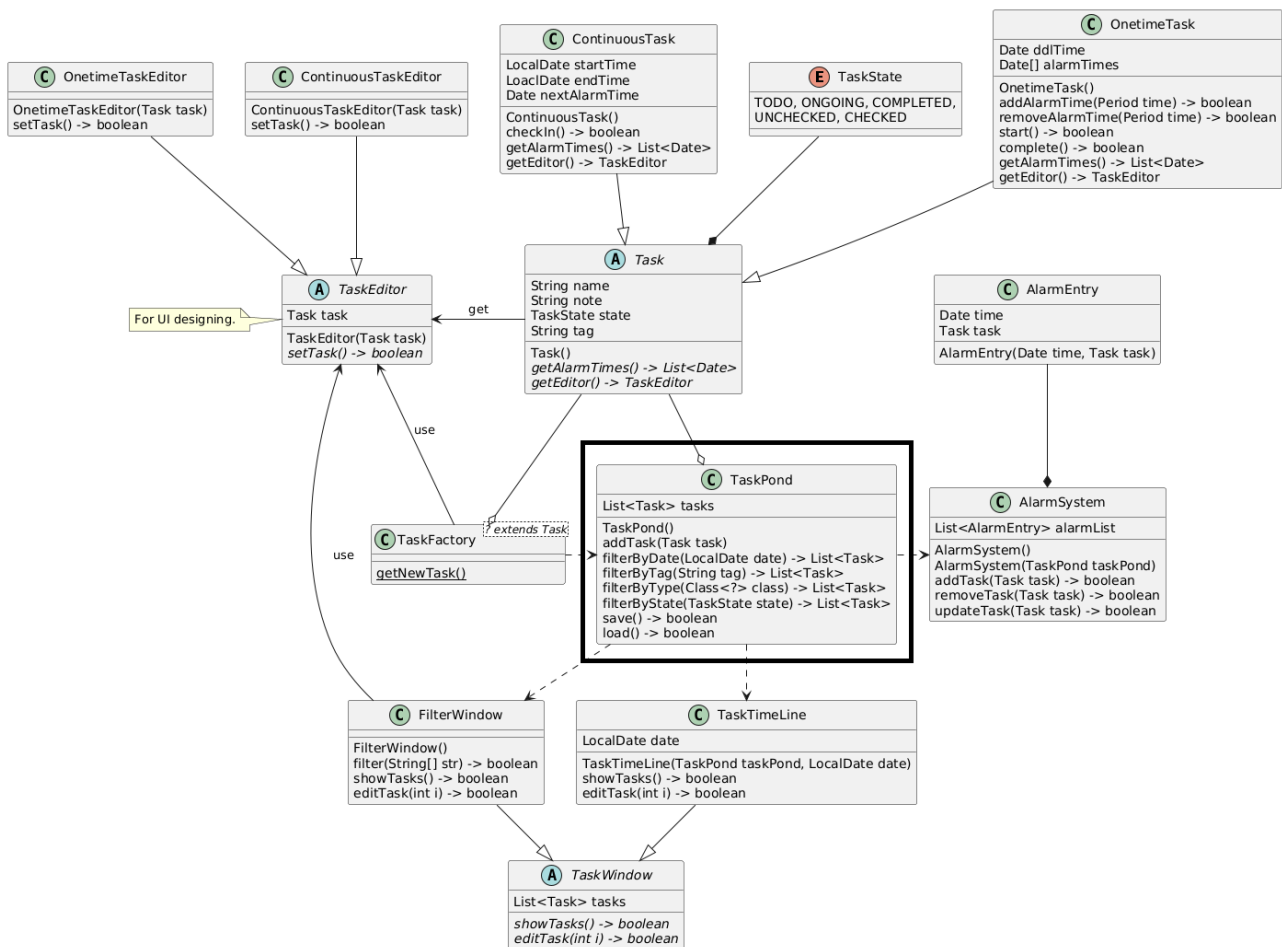 C OnetimeTaskEditor
OnetimeTaskEditor(Task task)
setTask() -> boolean
C ContinuousTaskEditor
ContinuousTaskEditor(Task task)
setTask() -> boolean
C ContinuousTask
LocalDate startTime
LoaclDate endTime
Date nextAlarmTime
ContinuousTask()
checkIn() -> boolean
getAlarmTimes() -> List<Date>
getEditor() -> TaskEditor
E TaskState
TODO, ONGOING, COMPLETED,
UNCHECKED, CHECKED
C OnetimeTask
Date ddlTime
Date[] alarmTimes
OnetimeTask()
addAlarmTime(Period time) -> boolean
removeAlarmTime(Period time) -> boolean
start() -> boolean
complete() -> boolean
getAlarmTimes() -> List<Date>
getEditor() -> TaskEditor
For UI designing.
A TaskEditor
Task task
TaskEditor(Task task)
setTask() -> boolean
get
A Task
String name
String note
TaskState state
String tag
Task()
getAlarmTimes() -> List<Date>
getEditor() -> TaskEditor
C AlarmEntry
Date time
Task task
AlarmEntry(Date time, Task task)
use
use
C TaskFactory
? extends Task
getNewTask()
C TaskPond
List<Task> tasks
TaskPond()
addTask(Task task)
filterByDate(LocalDate date) -> List<Task>
filterByTag(String tag) -> List<Task>
filterByType(Class<?> class) -> List<Task>
filterByState(TaskState state) -> List<Task>
save() -> boolean
load() -> boolean
C AlarmSystem
List<AlarmEntry> alarmList
AlarmSystem()
AlarmSystem(TaskPond taskPond)
addTask(Task task) -> boolean
removeTask(Task task) -> boolean
updateTask(Task task) -> boolean
C FilterWindow
FilterWindow()
filter(String[] str) -> boolean
showTasks() -> boolean
editTask(int i) -> boolean
C TaskTimeLine
LocalDate date
TaskTimeLine(TaskPond taskPond, LocalDate date)
showTasks() -> boolean
editTask(int i) -> boolean
A TaskWindow
List<Task> tasks
showTasks() -> boolean
editTask(int i) -> boolean